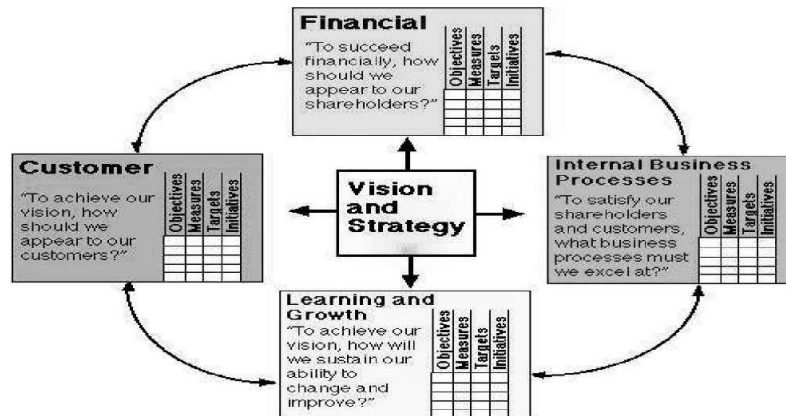 Financial
“To succeed
financially, how
should we
appear to our
shareholders?”
Objectives
Measures
Targets
Initiatives
Customer
“To achieve our
vision, how
should we
appear to our
customers?”
Objectives
Measures
Targets
Initiatives
Vision
and
Strategy
Internal Business
Processes
“To satisfy our
shareholders
and customers,
what business
processes must
we excel at?”
Objectives
Measures
Targets
Initiatives
Learning and
Growth
“To achieve our
vision, how will
we sustain our
ability to
change and
improve?”
Objectives
Measures
Targets
Initiatives